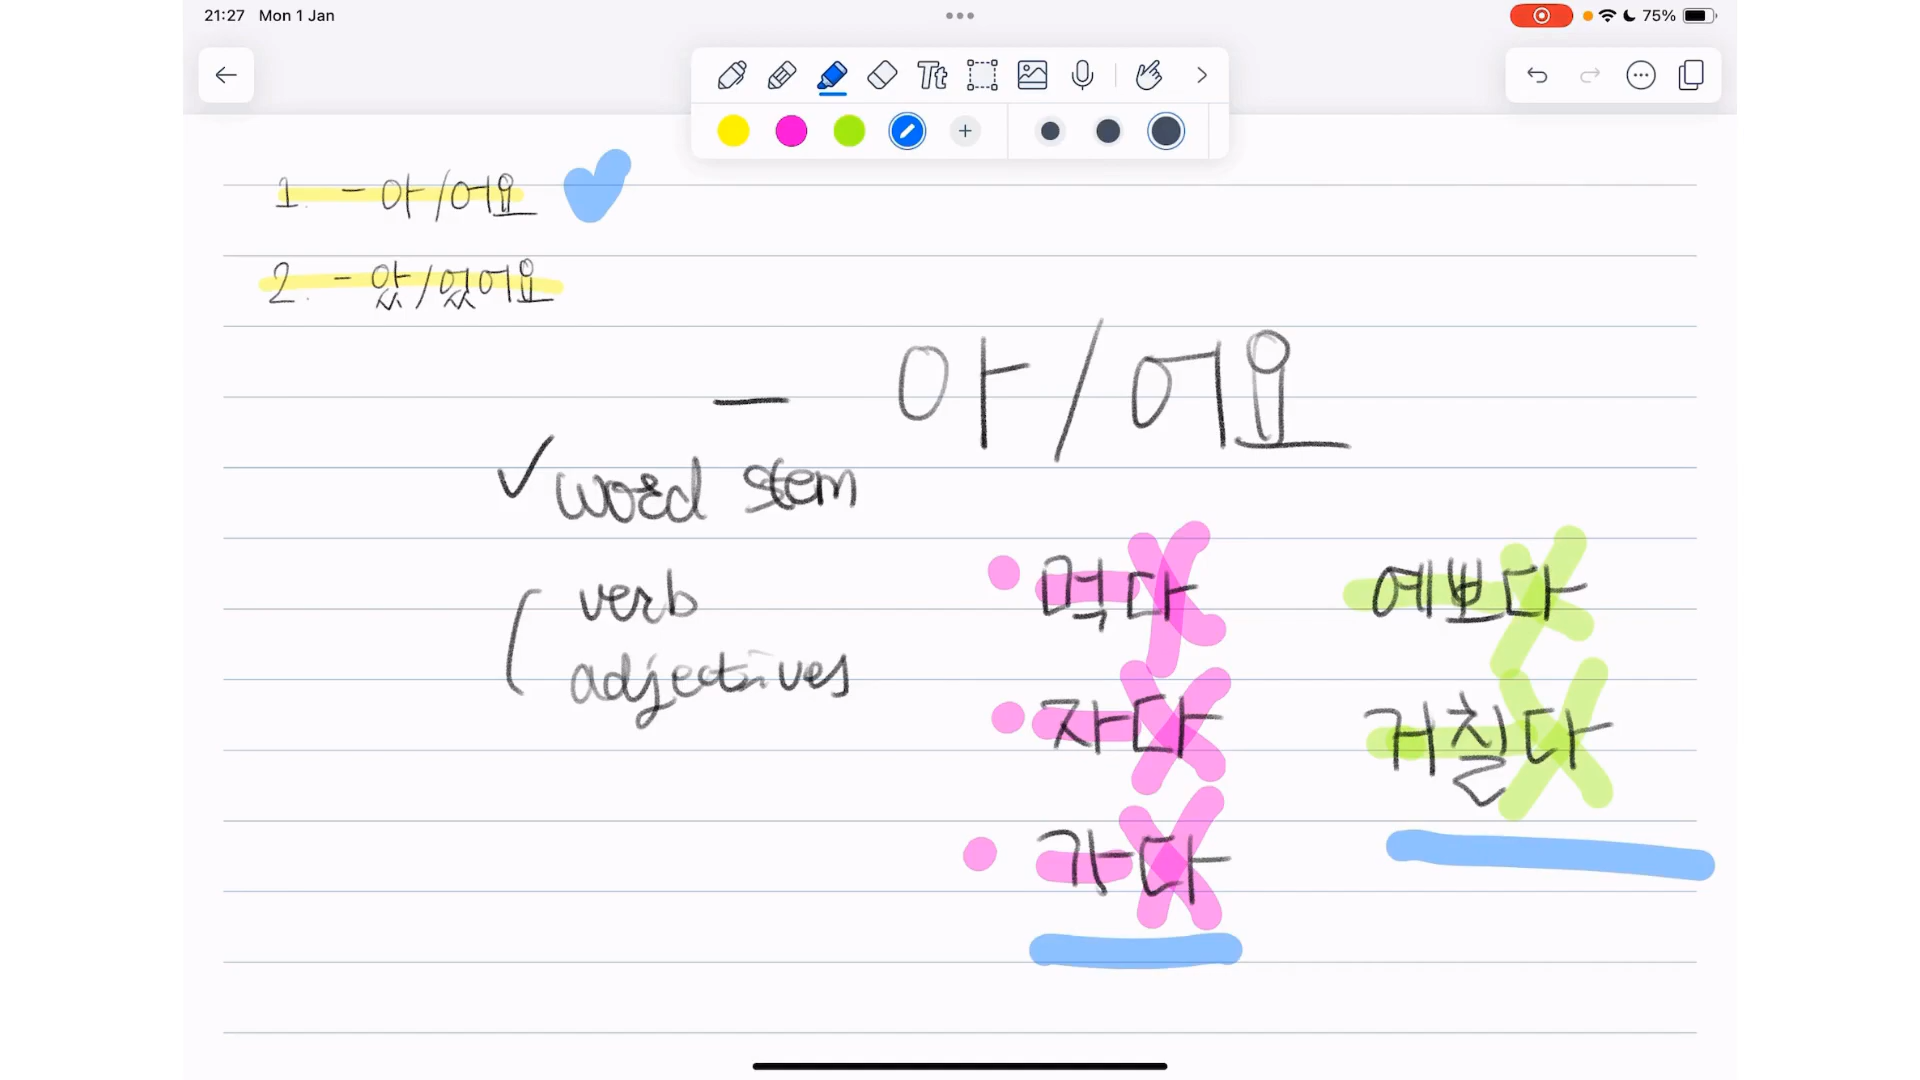 21:27 Mon 1 Jan
75%
Tt
1. - 아/어요
2. - 았/었어요
- 아/어요
✓ word stem
verb
adjectives
먹다
자다
가다
예쁘다
거칠다